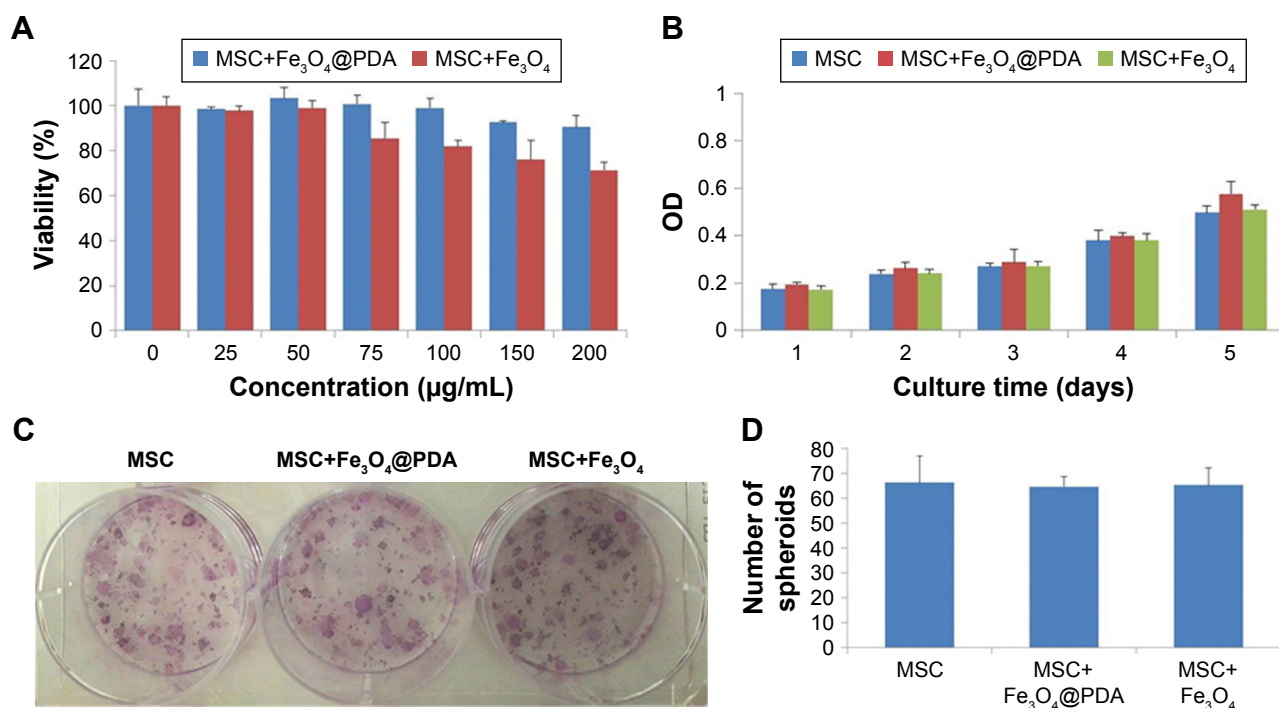 A
MSC+Fe₃O₄@PDA MSC+Fe₃O₄
Viability (%)
120
100
80
60
40
20
0
0 25 50 75 100 150 200
Concentration (µg/mL)
B
MSC MSC+Fe₃O₄@PDA MSC+Fe₃O₄
OD
1
0.8
0.6
0.4
0.2
0
1 2 3 4 5
Culture time (days)
C
MSC MSC+Fe₃O₄@PDA MSC+Fe₃O₄
D
Number of
spheroids
80
70
60
50
40
30
20
10
0
MSC MSC+ MSC+
Fe₃O₄@PDA Fe₃O₄